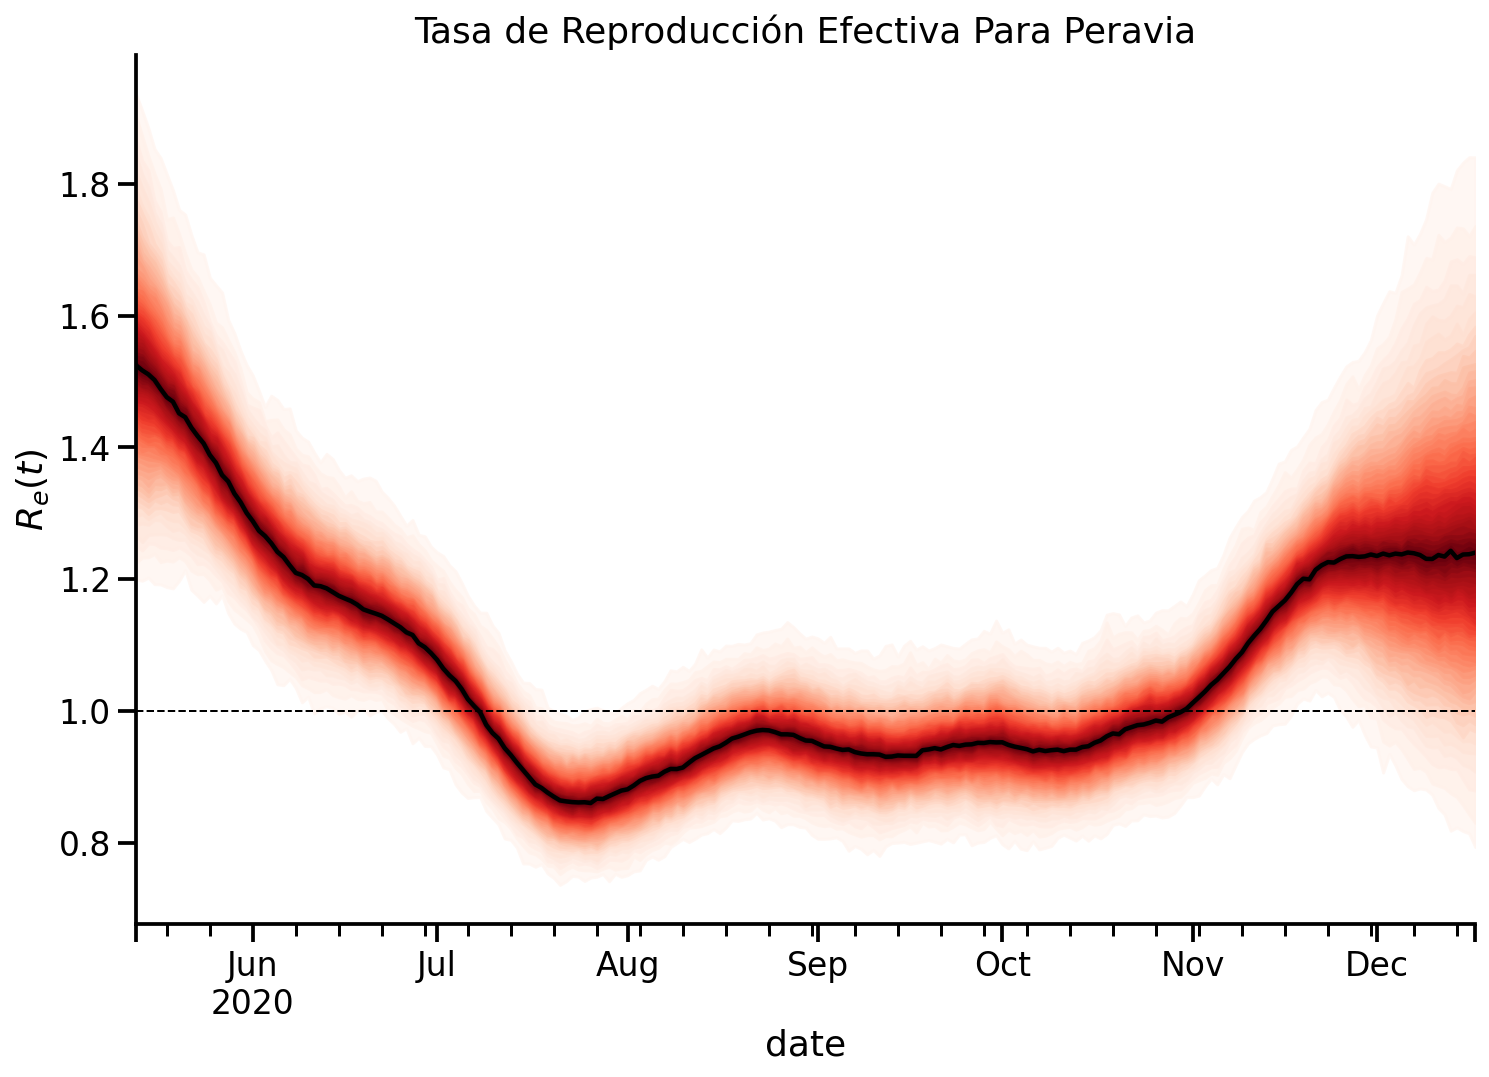 Tasa de Reproducción Efectiva Para Peravia
1.8
1.6
1.4
1.2
1.0
0.8
Rₑ(t)
Jun Jul Aug Sep Oct Nov Dec
2020
date